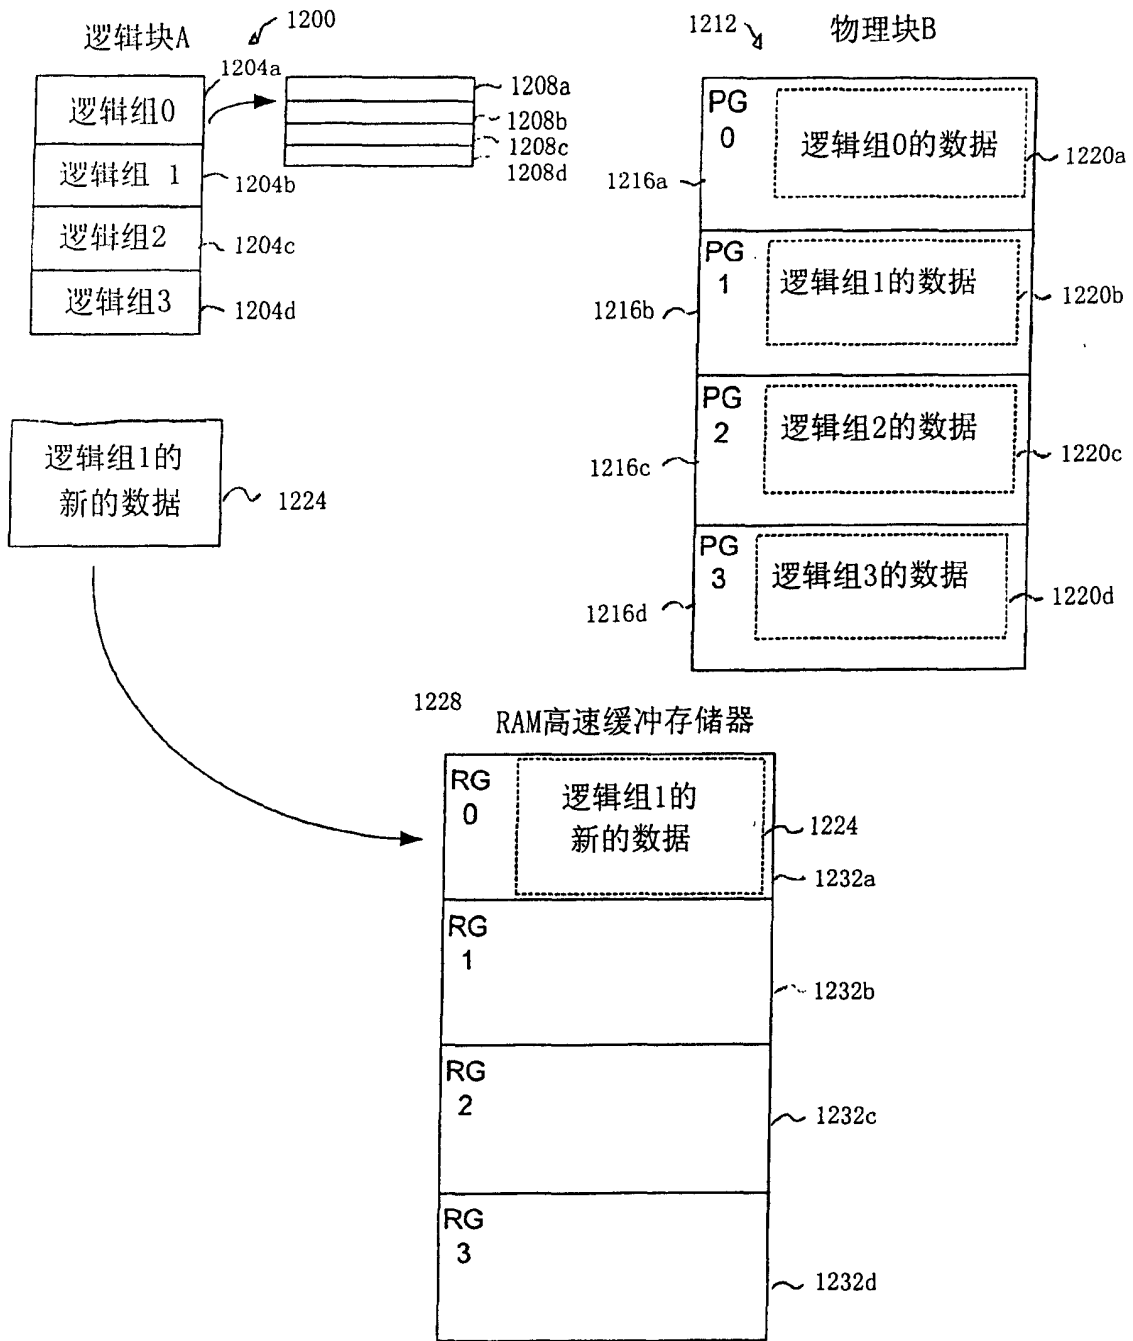 逻辑块A
1200
1204a
逻辑组0
逻辑组 1
1204b
逻辑组2
1204c
逻辑组3
1204d
1208a
1208b
1208c
1208d
1212
物理块B
PG
0
逻辑组0的数据
1216a
1220a
PG
1
逻辑组1的数据
1216b
1220b
PG
2
逻辑组2的数据
1216c
1220c
PG
3
逻辑组3的数据
1216d
1220d
逻辑组1的
新的数据
1224
1228
RAM高速缓冲存储器
RG
0
逻辑组1的
新的数据
1224
1232a
RG
1
1232b
RG
2
1232c
RG
3
1232d